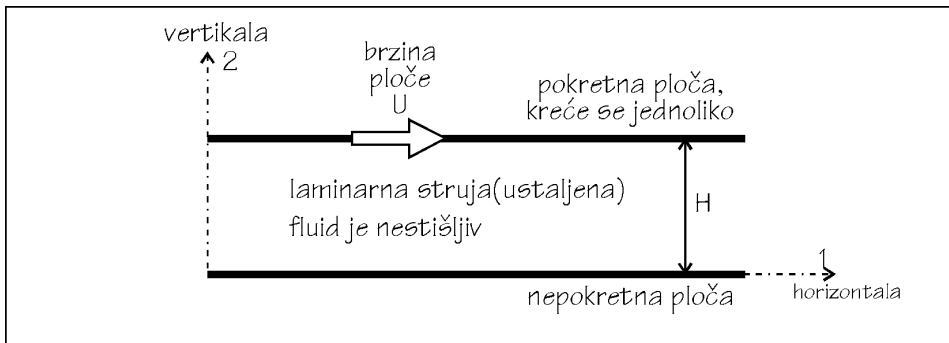 vertikala
2
brzina
ploče
U
pokretna ploča,
kreće se jednoliko
laminarna struja(ustaljena)
fluid je nestišljiv
H
1
nepokretna ploča
horizontala